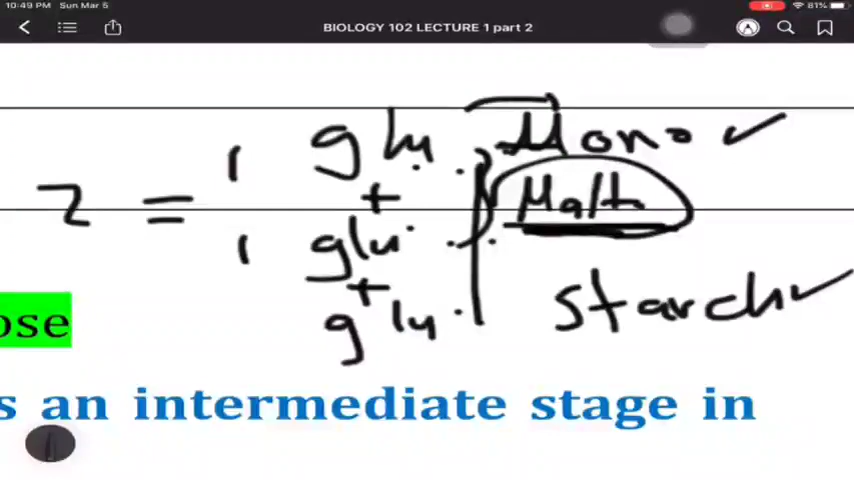 10:49 PM Sun Mar 5 81%
BIOLOGY 102 LECTURE 1 part 2
1 glu Mono ✓
2 = + Malt
1 glu
+
glu starch ✓
ose
s an intermediate stage in